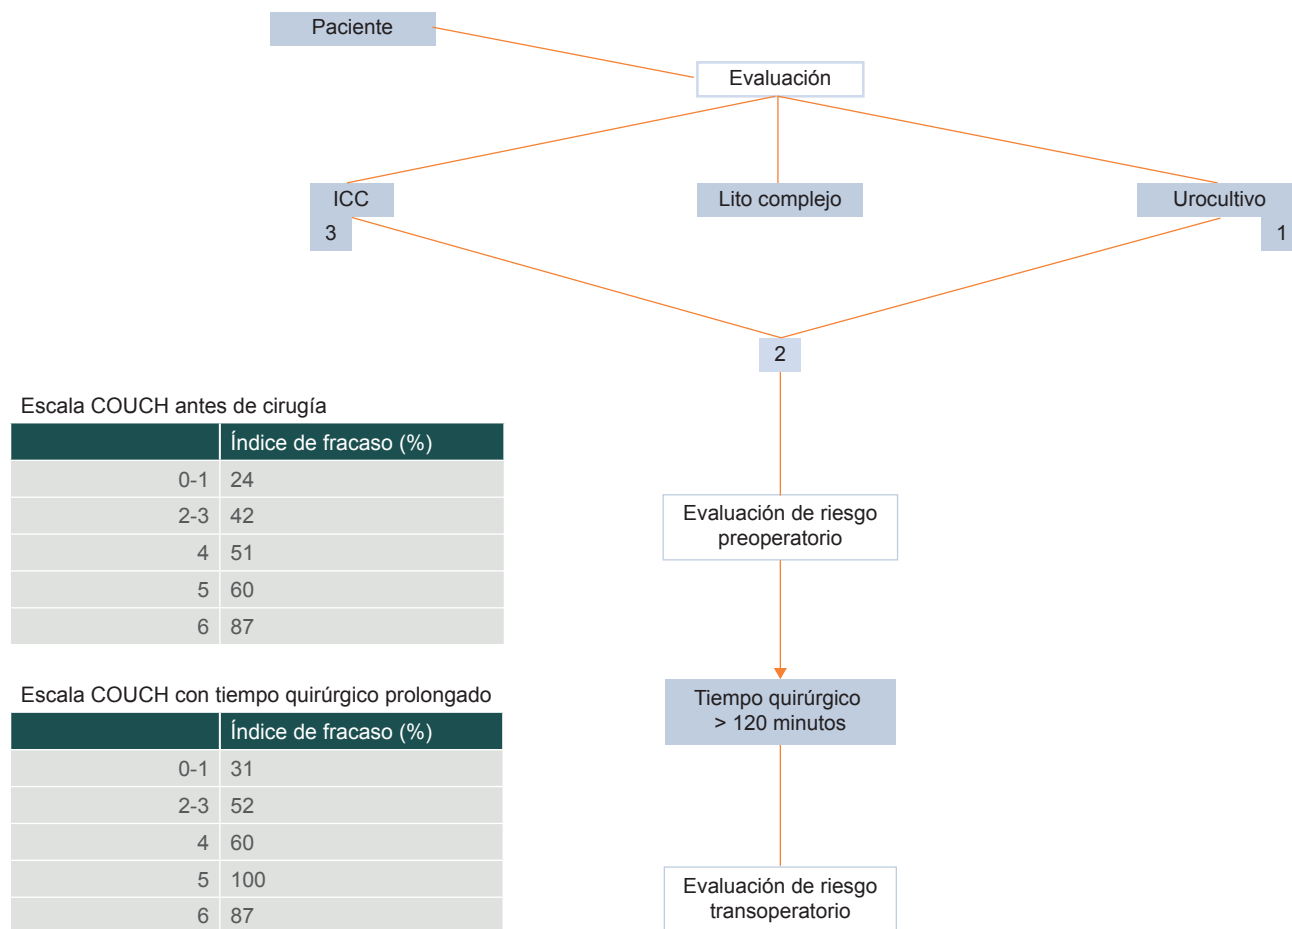 Paciente
Evaluación
ICC
Lito complejo
Urocultivo
3
1
2
Escala COUCH antes de cirugía
Índice de fracaso (%)
0-1 24
2-3 42
4 51
5 60
6 87
Evaluación de riesgo
preoperatorio
Escala COUCH con tiempo quirúrgico prolongado
Índice de fracaso (%)
0-1 31
2-3 52
4 60
5 100
6 87
Tiempo quirúrgico
> 120 minutos
Evaluación de riesgo
transoperatorio